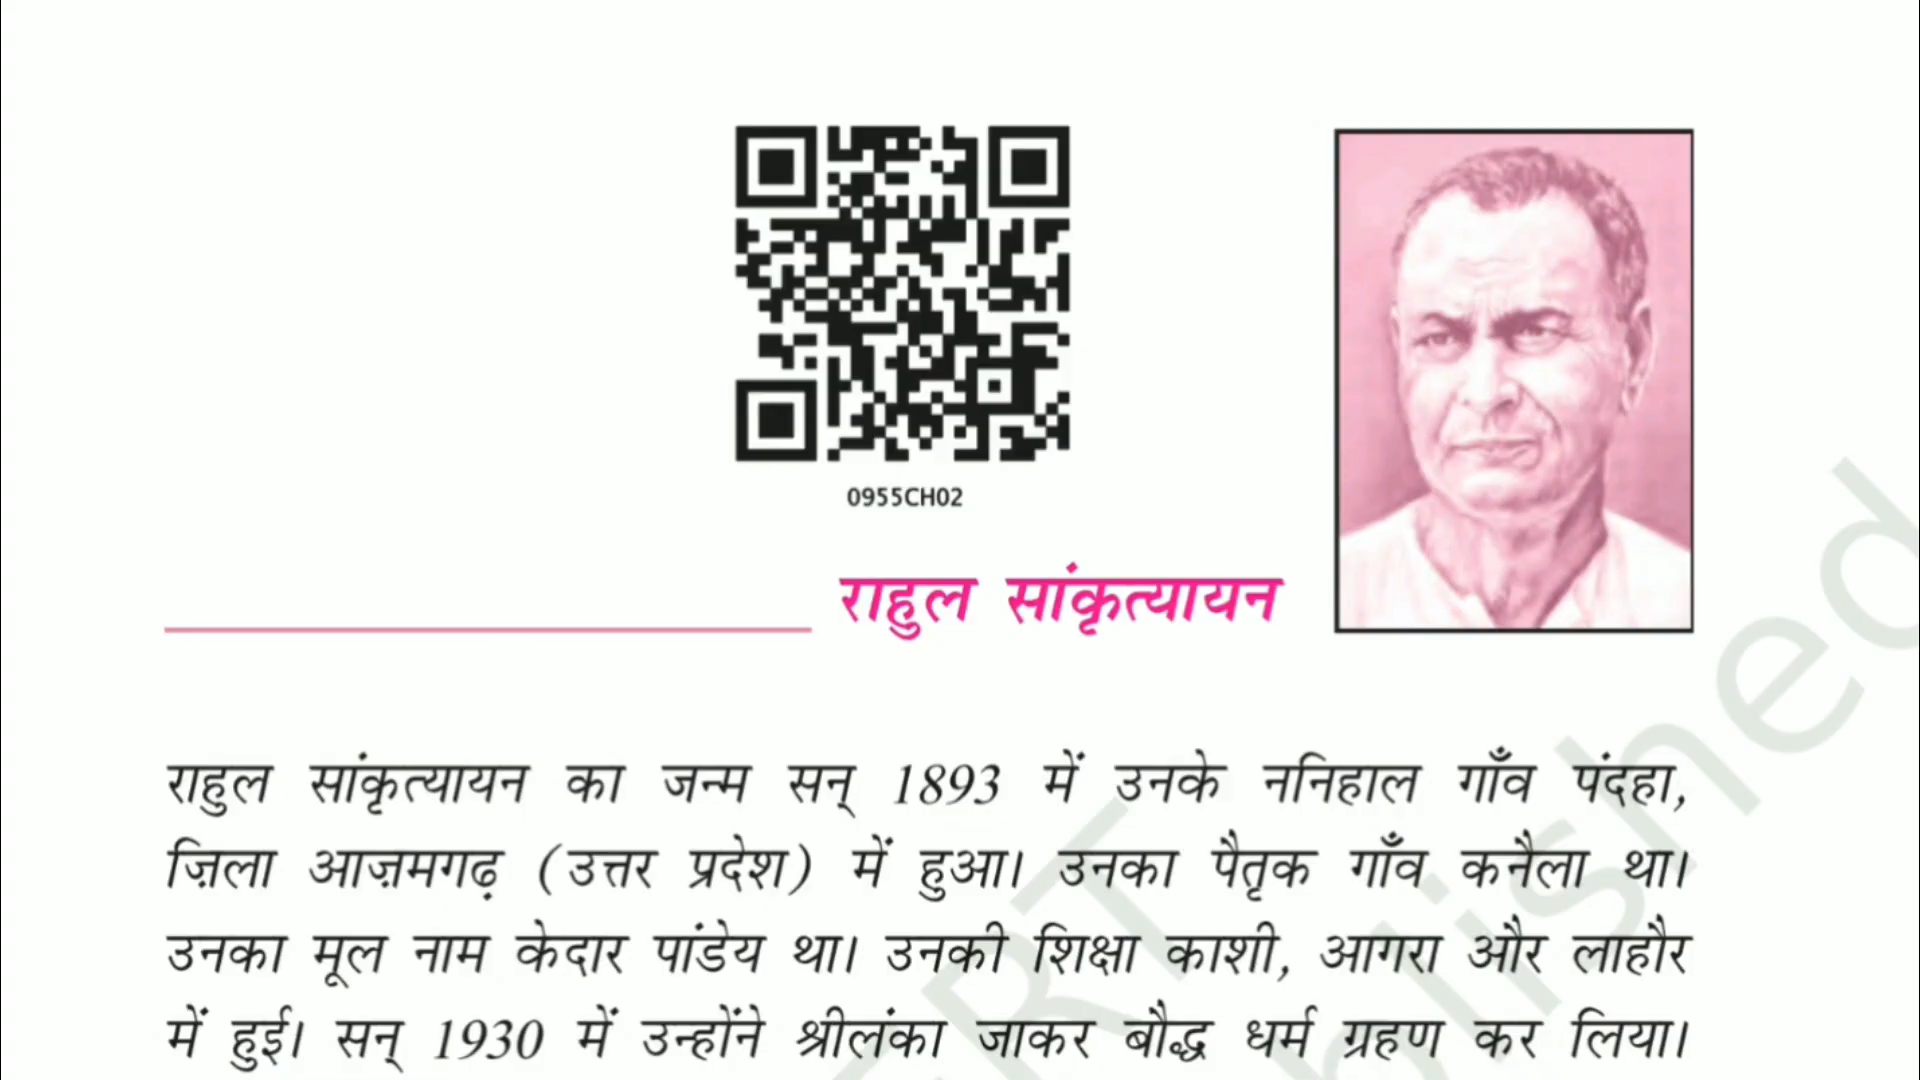 0955CH02
राहुल सांकृत्यायन
राहुल सांकृत्यायन का जन्म सन् 1893 में उनके ननिहाल गाँव पंदहा,
ज़िला आज़मगढ़ (उत्तर प्रदेश) में हुआ। उनका पैतृक गाँव कनैला था।
उनका मूल नाम केदार पांडेय था। उनकी शिक्षा काशी, आगरा और लाहौर
में हुई। सन् 1930 में उन्होंने श्रीलंका जाकर बौद्ध धर्म ग्रहण कर लिया।